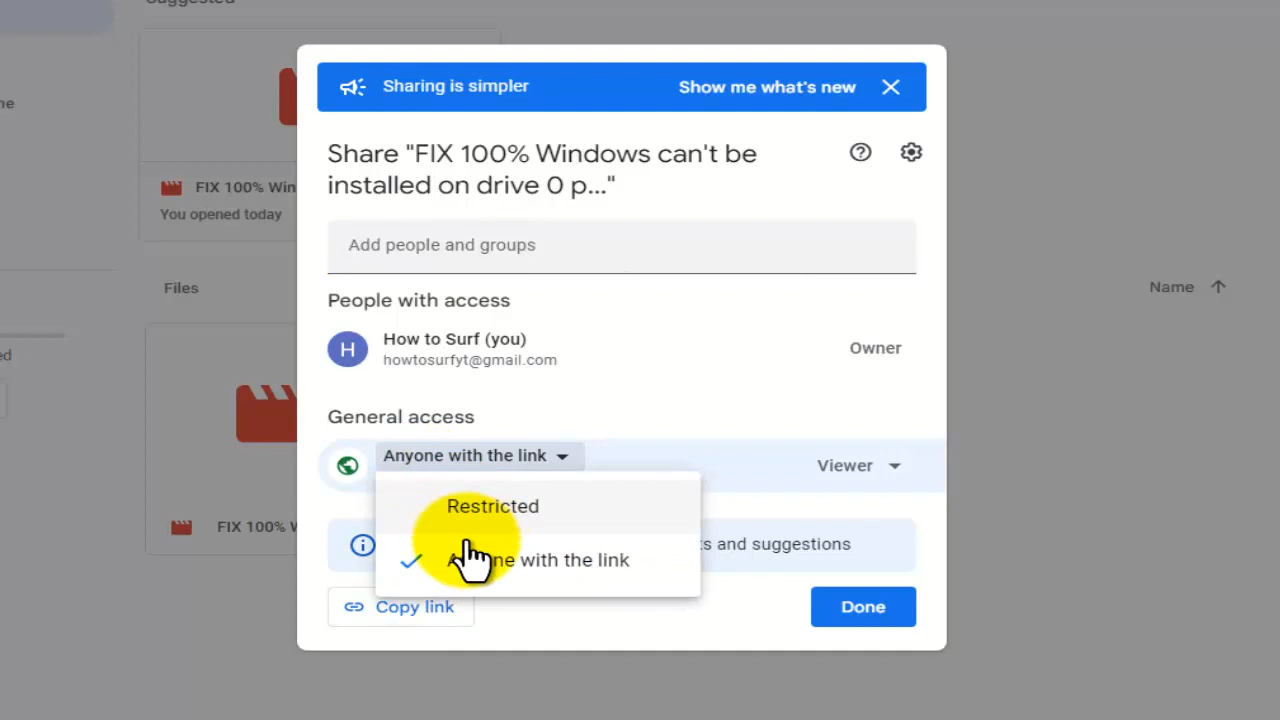 Suggested
Sharing is simpler
Show me what's new
Share "FIX 100% Windows can't be
installed on drive 0 p..."
FIX 100% Win
You opened today
Add people and groups
Files
Name
People with access
H
How to Surf (you)
howtosurfyt@gmail.com
Owner
General access
Anyone with the link
Viewer
Restricted
FIX 100% W
ts and suggestions
ne with the link
Copy link
Done